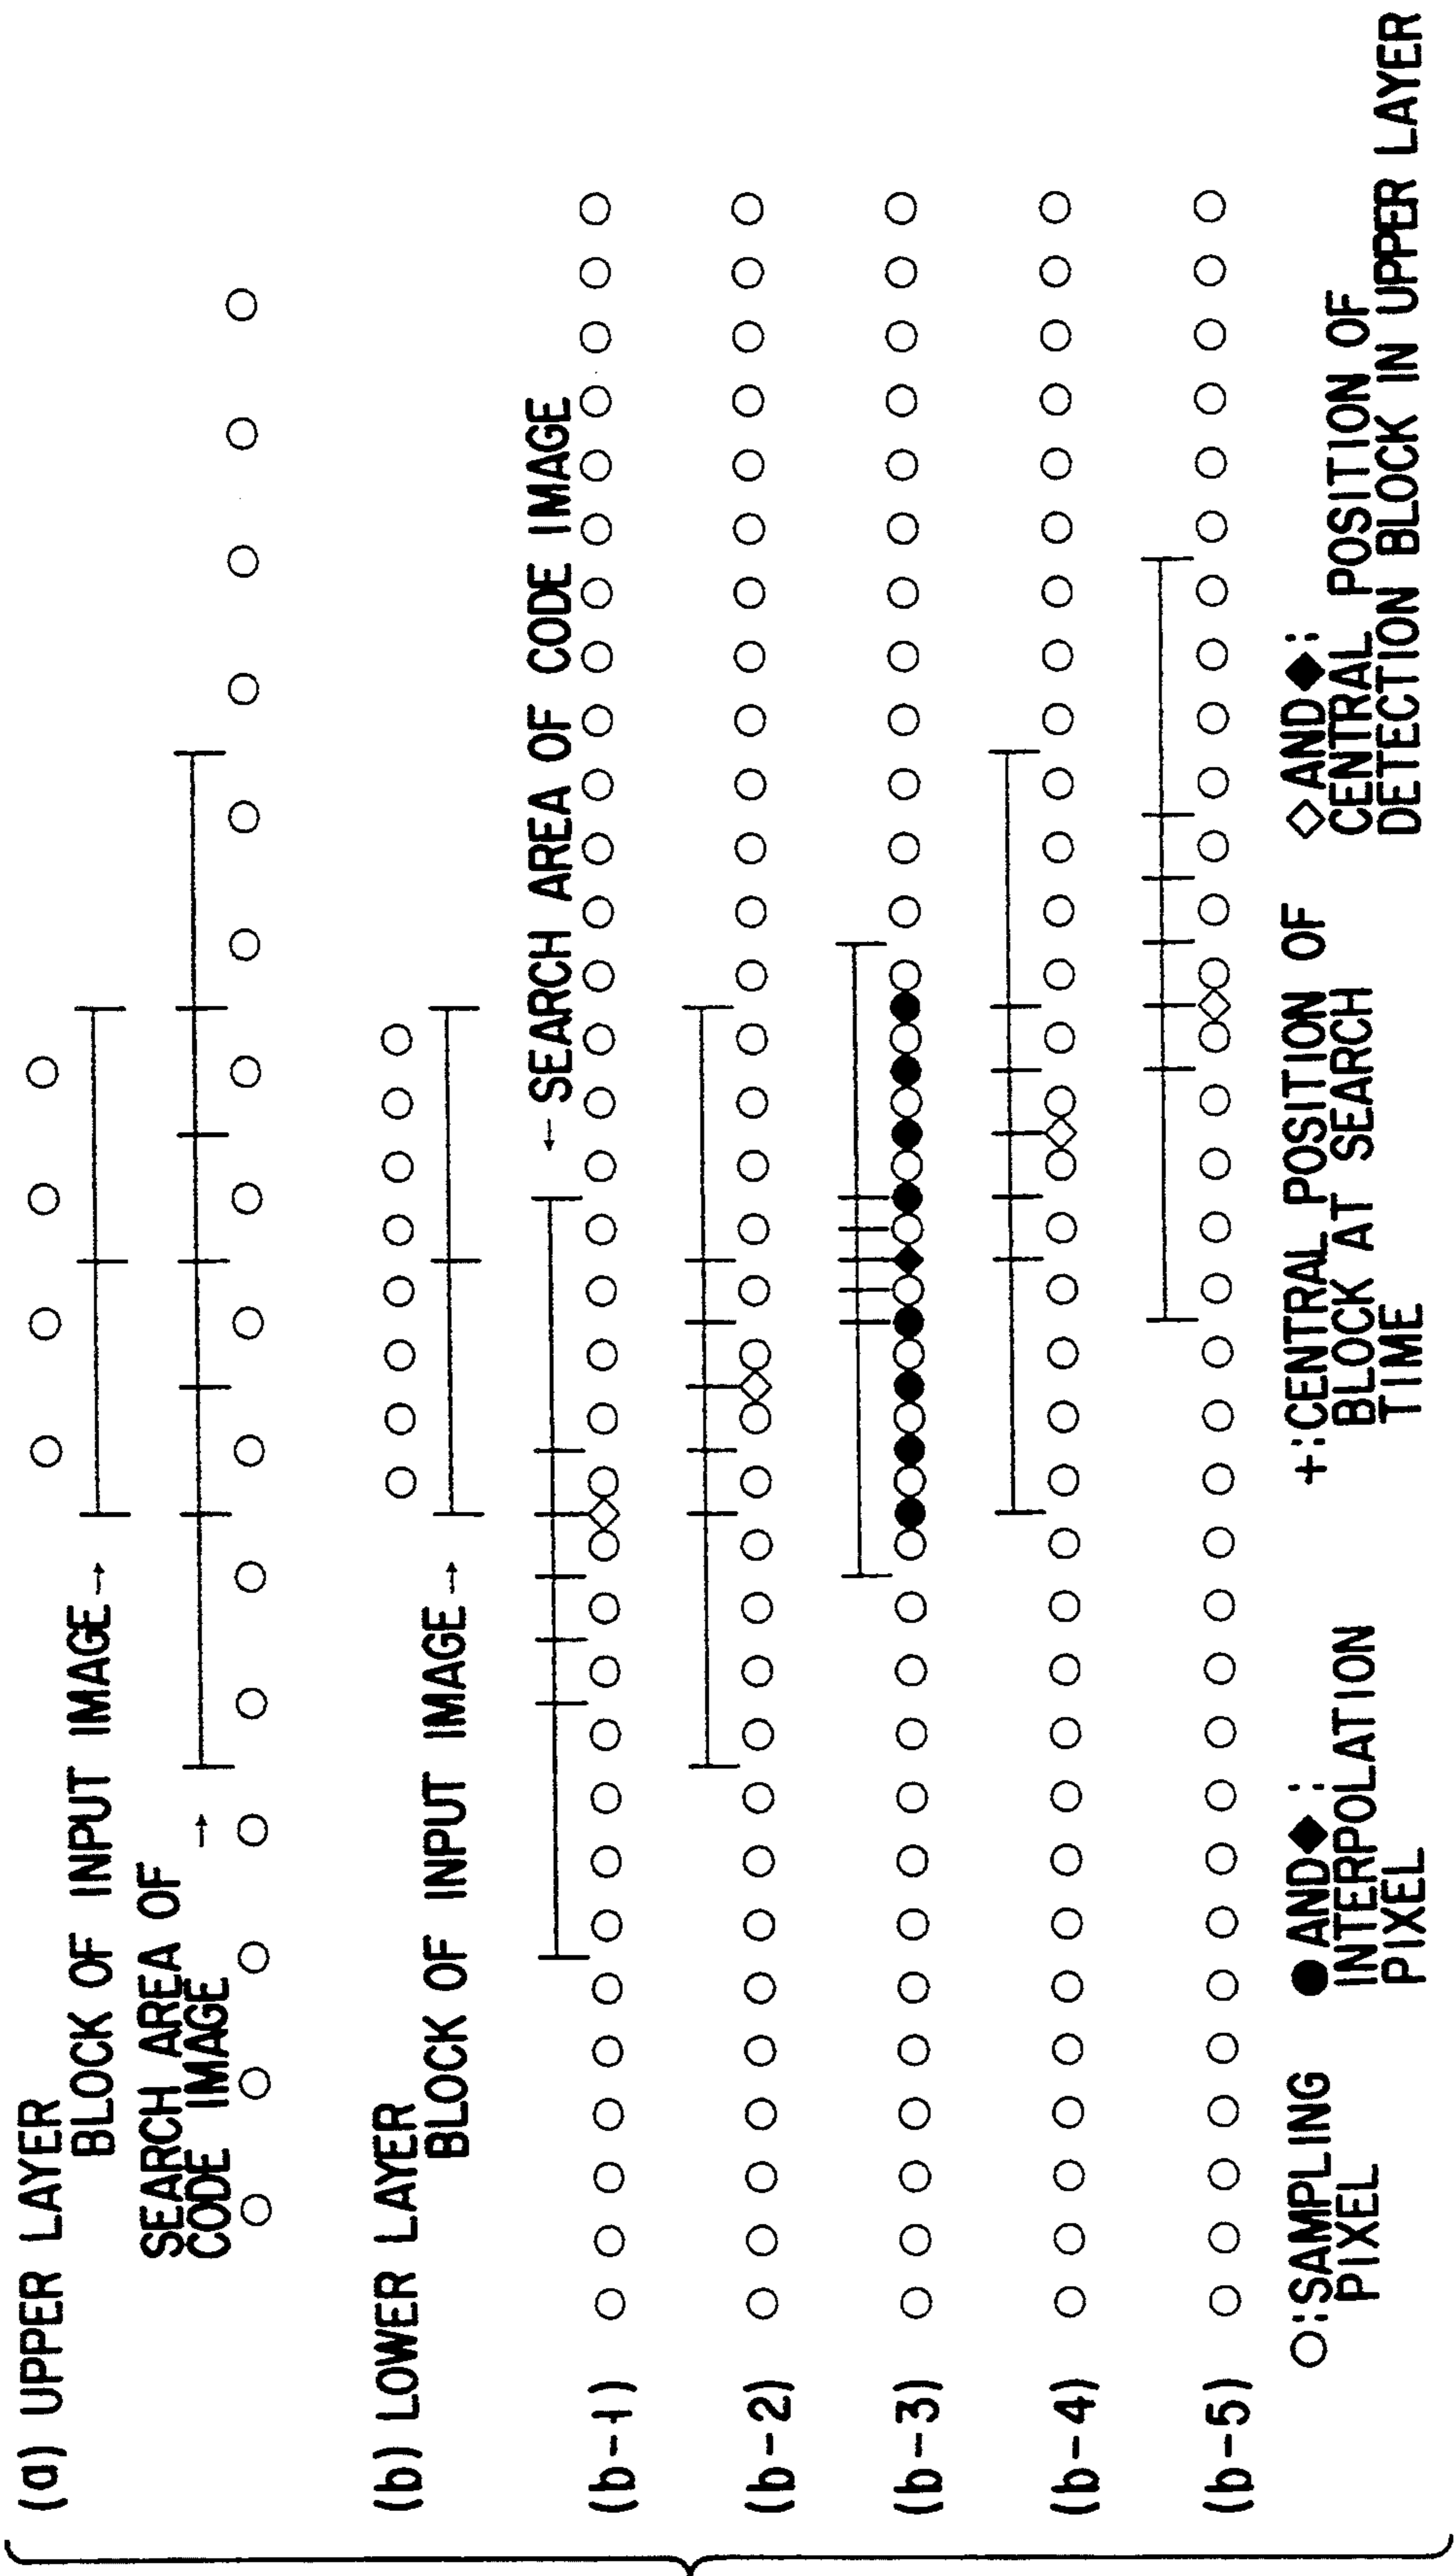 (a) UPPER LAYER
BLOCK OF INPUT IMAGE→
SEARCH AREA OF
CODE IMAGE →
(b) LOWER LAYER
BLOCK OF INPUT IMAGE→
← SEARCH AREA OF CODE IMAGE
(b-1)
(b-2)
(b-3)
(b-4)
(b-5)
○:SAMPLING
PIXEL
●AND◆:
INTERPOLATION
PIXEL
+:CENTRAL POSITION OF
BLOCK AT SEARCH
TIME
◇AND◆:
CENTRAL POSITION OF
DETECTION BLOCK IN UPPER LAYER